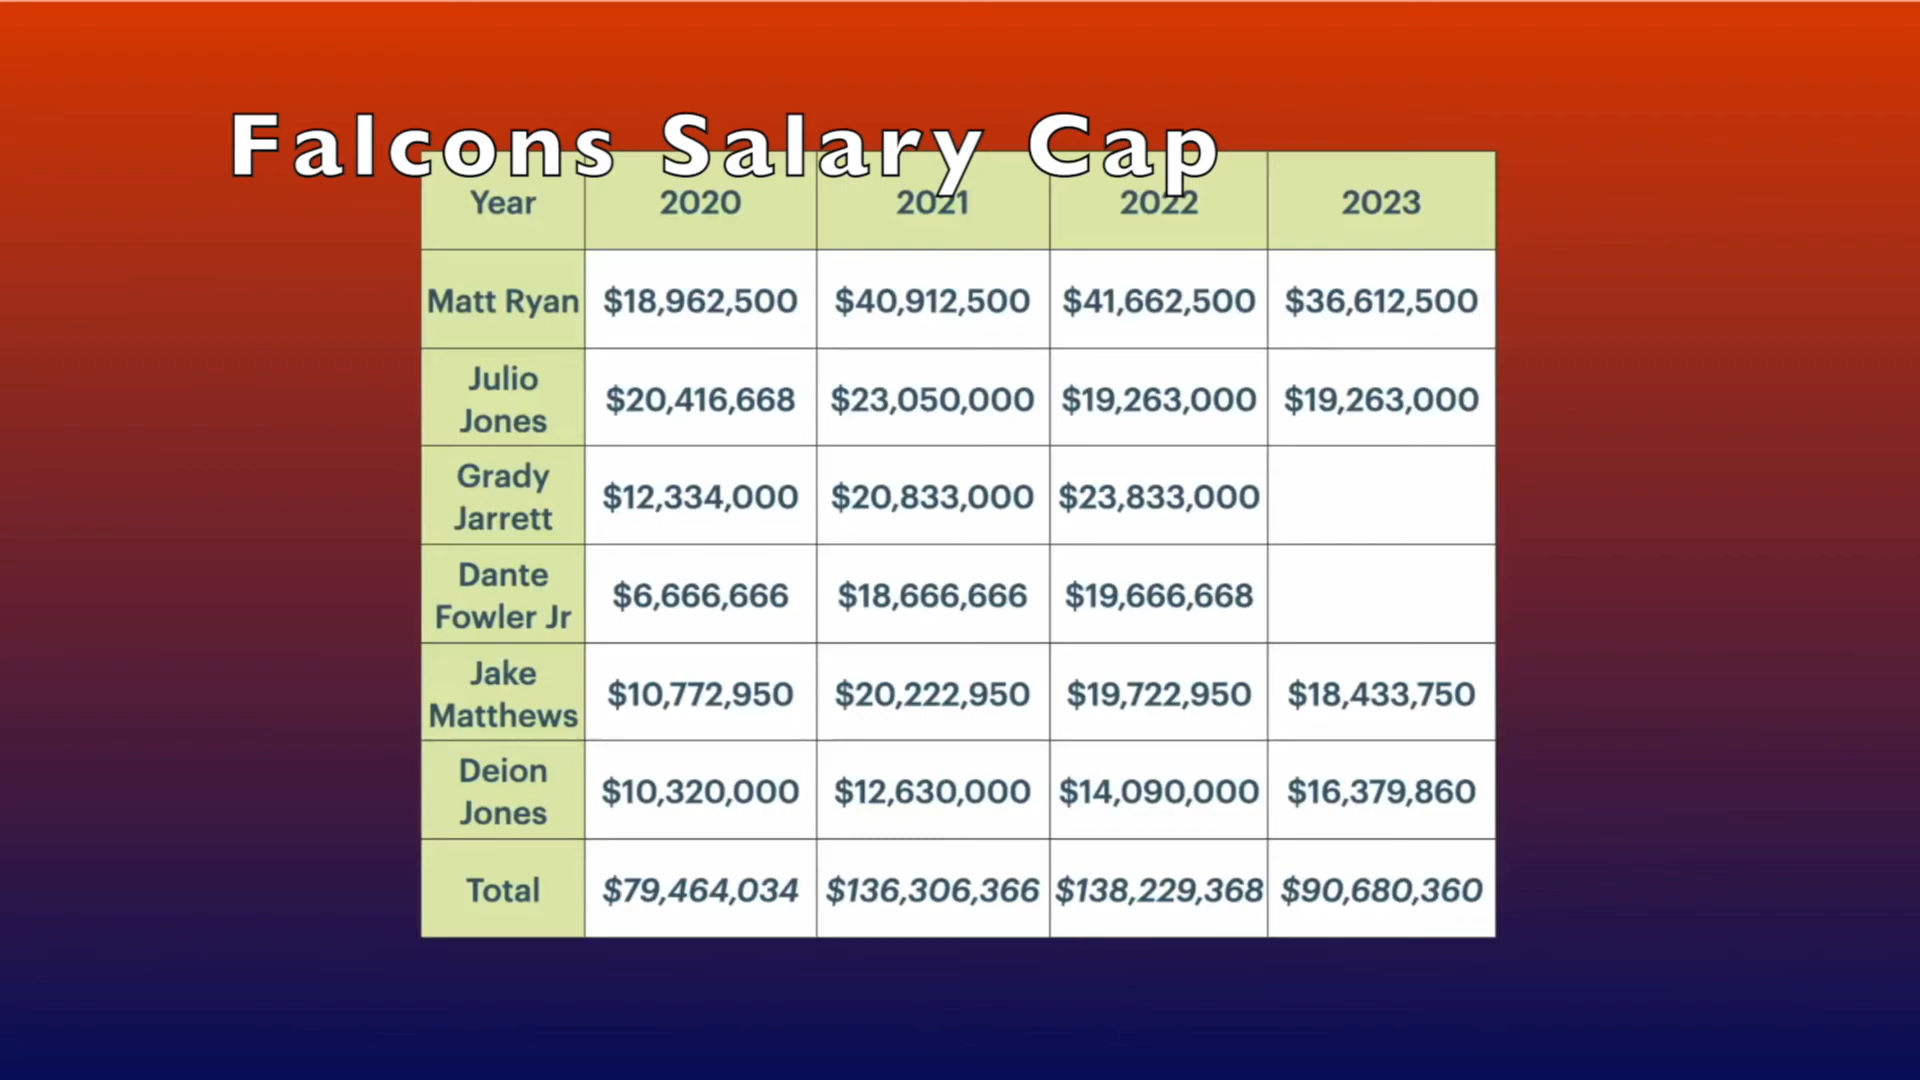 Falcons Salary Cap
Year 2020 2021 2022 2023
Matt Ryan $18,962,500 $40,912,500 $41,662,500 $36,612,500
Julio
Jones $20,416,668 $23,050,000 $19,263,000 $19,263,000
Grady
Jarrett $12,334,000 $20,833,000 $23,833,000
Dante
Fowler Jr $6,666,666 $18,666,666 $19,666,668
Jake
Matthews $10,772,950 $20,222,950 $19,722,950 $18,433,750
Deion
Jones $10,320,000 $12,630,000 $14,090,000 $16,379,860
Total $79,464,034 $136,306,366 $138,229,368 $90,680,360